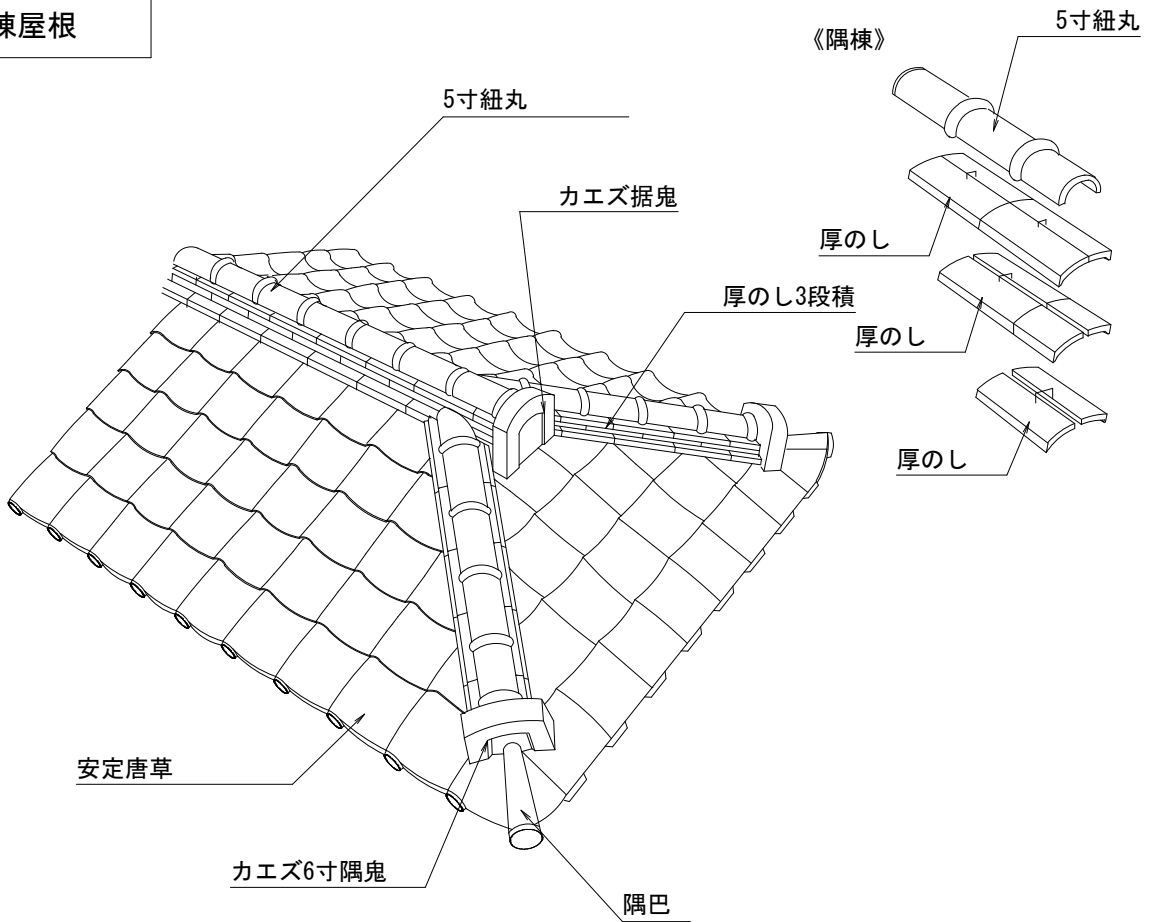 棟屋根
《隅棟》
5寸紐丸
5寸紐丸
カエズ据鬼
厚のし
厚のし3段積
厚のし
厚のし
安定唐草
カエズ6寸隅鬼
隅巴